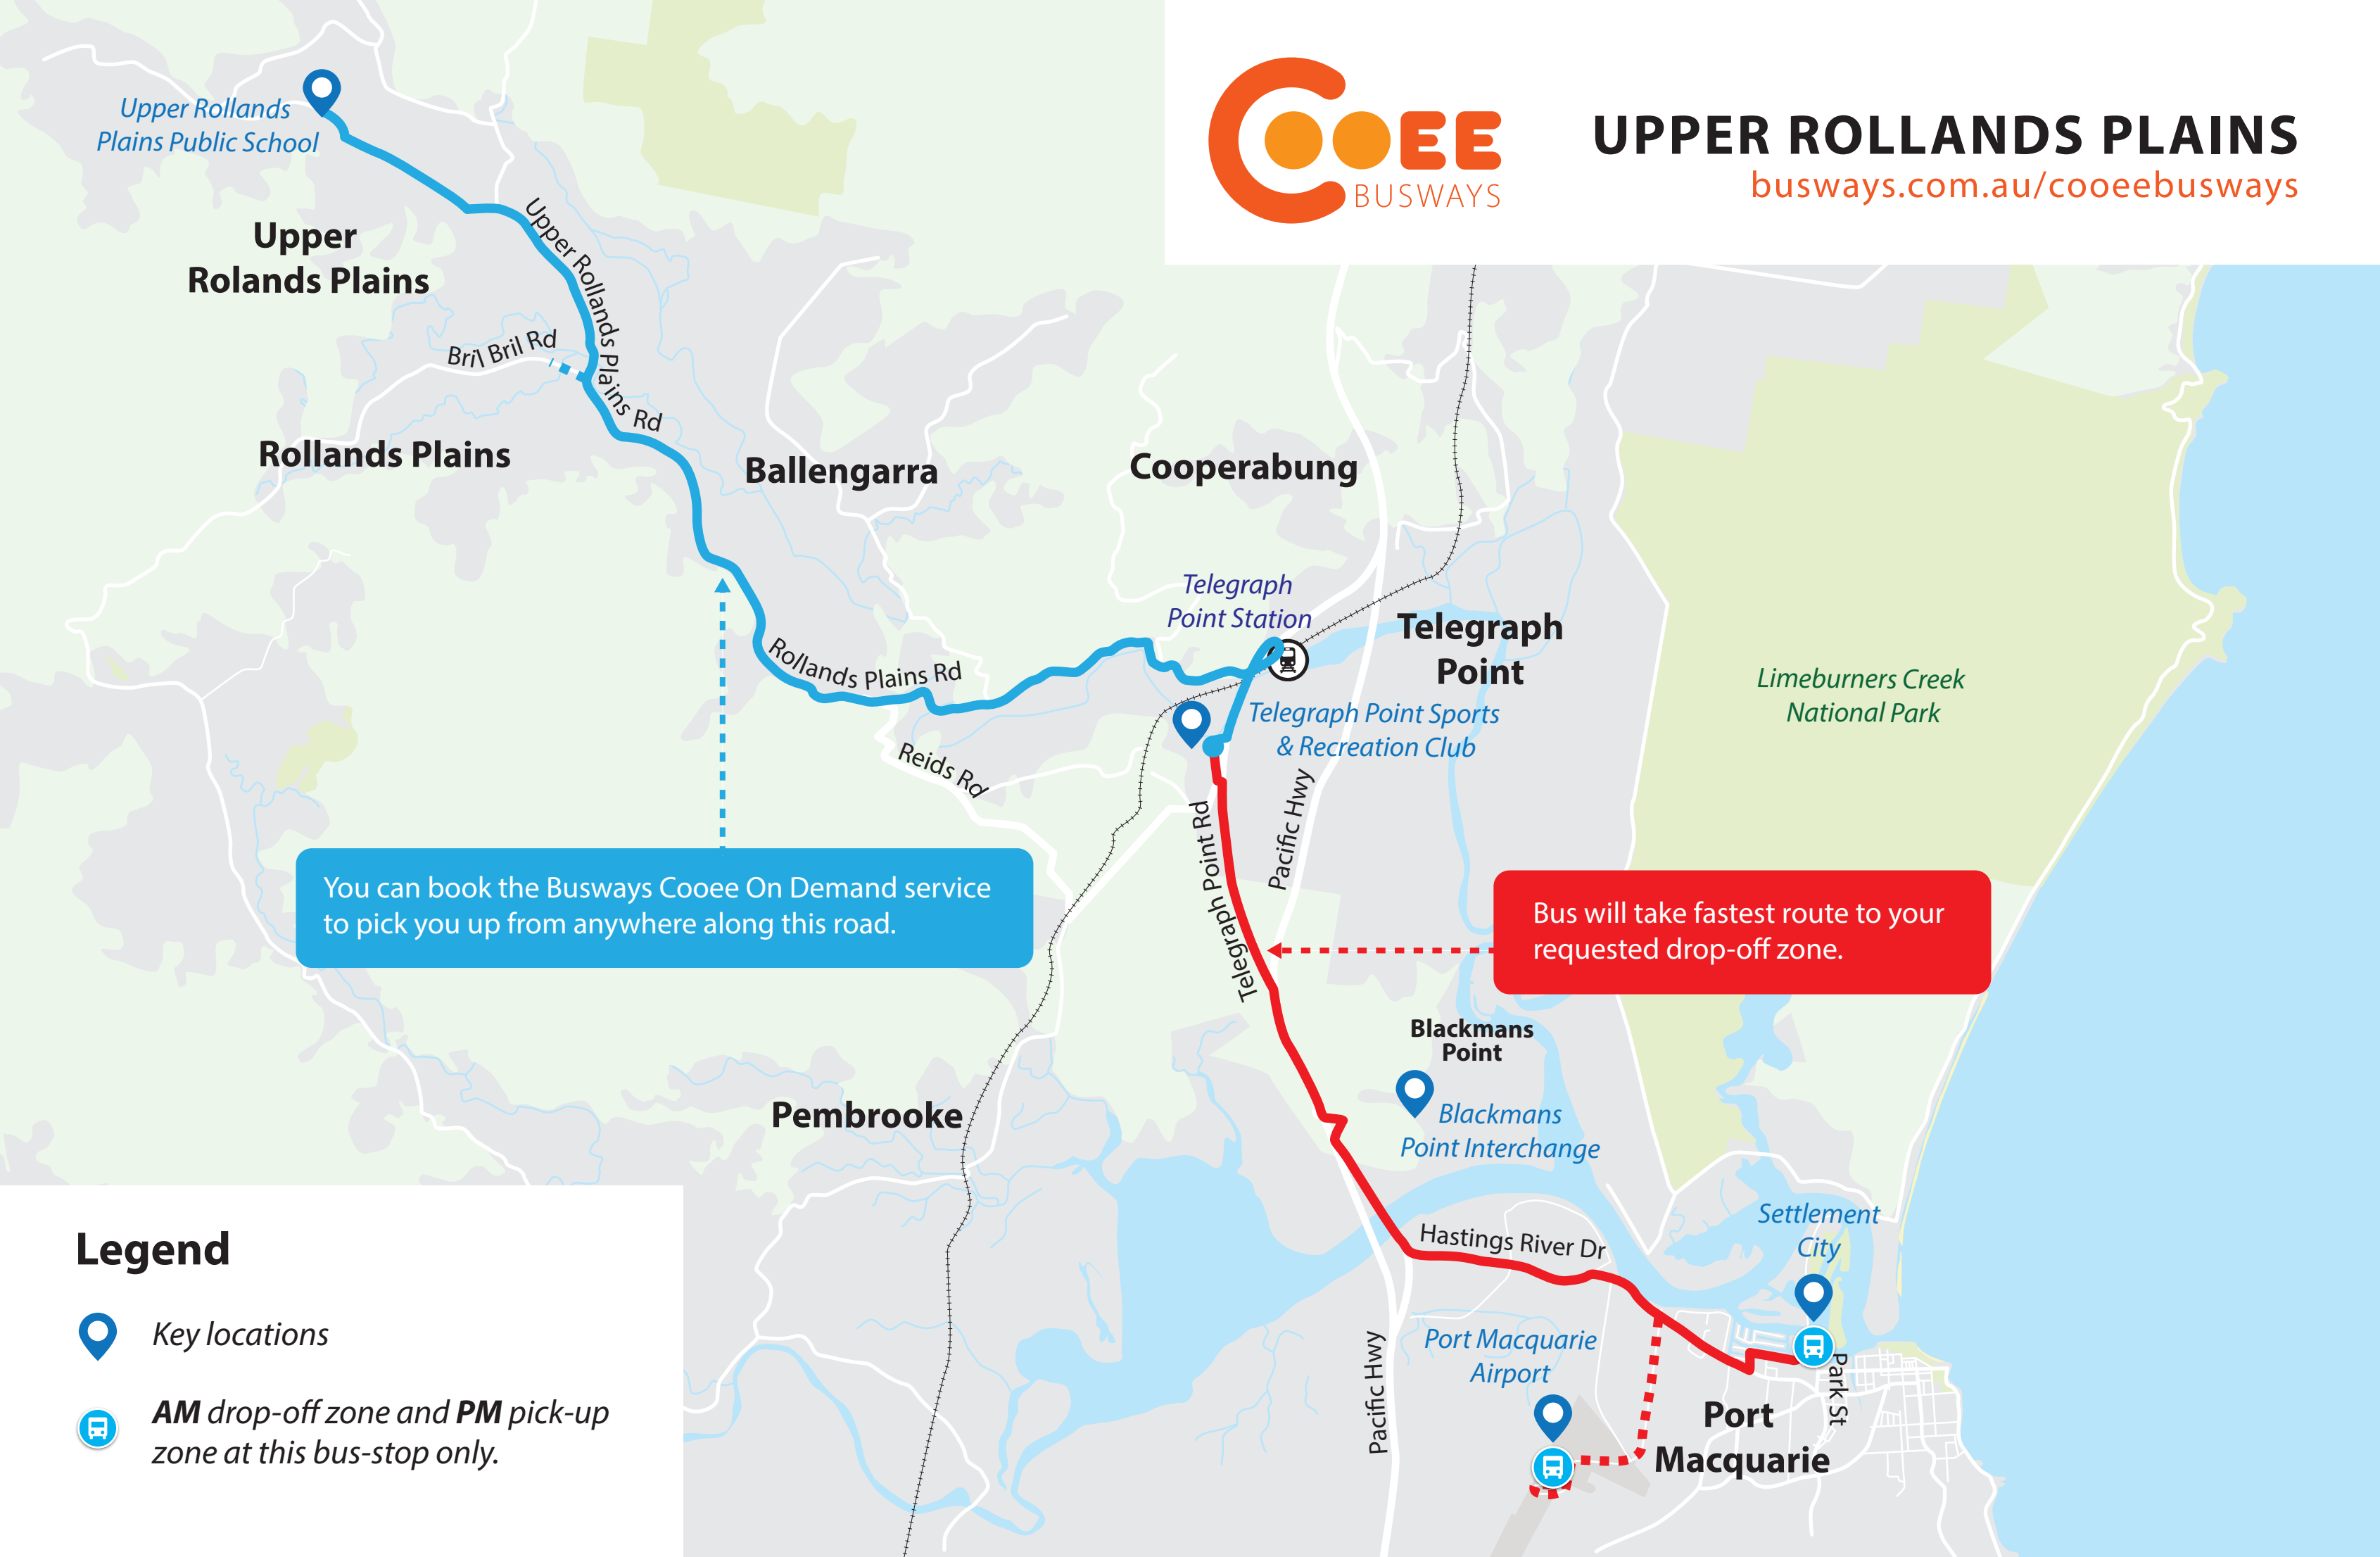 COOEE
BUSWAYS
UPPER ROLLANDS PLAINS
busways.com.au/cooeebusways
Upper Rollands
Plains Public School
Upper
Rolands Plains
Upper Rollands Plains Rd
Bril Bril Rd
Rollands Plains
Ballengarra
Cooperabung
Telegraph
Point Station
Telegraph
Point
Rollands Plains Rd
Limeburners Creek
National Park
Telegraph Point Sports
& Recreation Club
Reids Rd
Telegraph Point Rd
Pacific Hwy
You can book the Busways Cooee On Demand service
to pick you up from anywhere along this road.
Bus will take fastest route to your
requested drop-off zone.
Blackmans
Point
Blackmans
Point Interchange
Pembrooke
Settlement
City
Hastings River Dr
Port Macquarie
Airport
Pacific Hwy
Park St
Port
Macquarie
Legend
Key locations
AM drop-off zone and PM pick-up
zone at this bus-stop only.